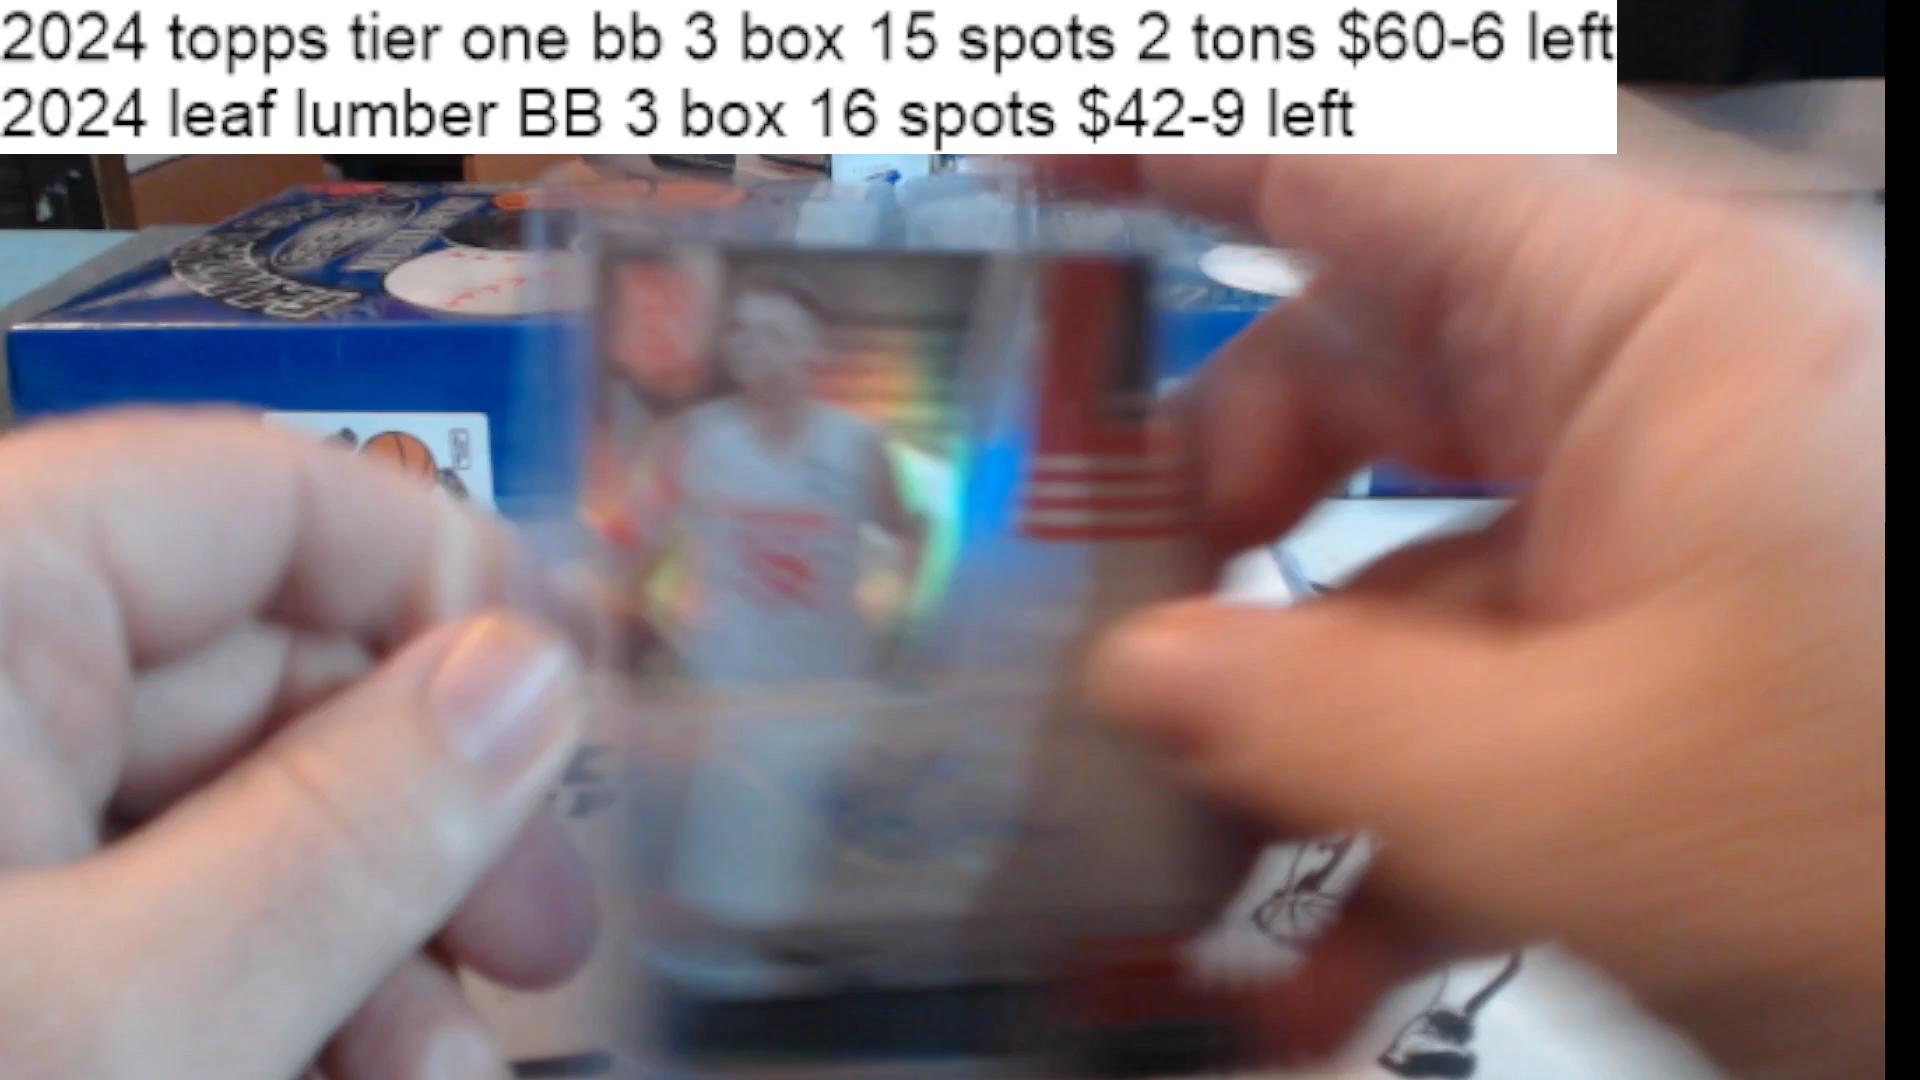 2024 topps tier one bb 3 box 15 spots 2 tons $60-6 left
2024 leaf lumber BB 3 box 16 spots $42-9 left